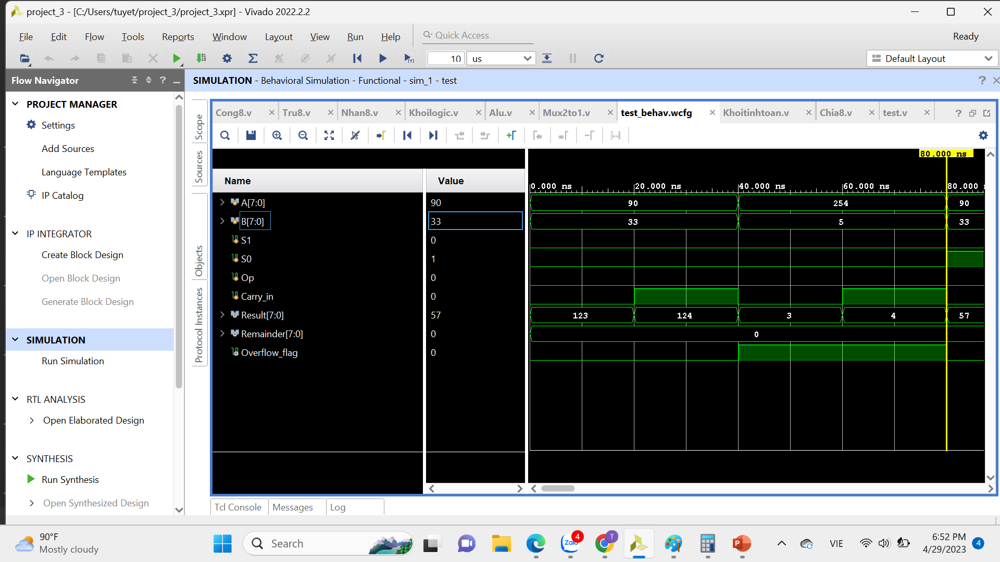 project_3 - [C:/Users/tuyet/project_3/project_3.xpr] - Vivado 2022.2.2
File Edit Flow Tools Reports Window Layout View Run Help Quick Access Ready
10 us Default Layout
Flow Navigator
SIMULATION - Behavioral Simulation - Functional - sim_1 - test
PROJECT MANAGER
Settings
Add Sources
Language Templates
IP Catalog
IP INTEGRATOR
Create Block Design
Open Block Design
Generate Block Design
SIMULATION
Run Simulation
RTL ANALYSIS
Open Elaborated Design
SYNTHESIS
Run Synthesis
Open Synthesized Design
Scope
Sources
Objects
Protocol Instances
Cong8.v Tru8.v Nhan8.v Khoilogic.v Alu.v Mux2to1.v test_behav.wcfg Khoitinhtoan.v Chia8.v test.v
80.000 ns
Name Value
0.000 ns 20.000 ns 40.000 ns 60.000 ns 80.000
A[7:0] 90 90 254 90
B[7:0] 33 33 5 33
S1 0
S0 1
Op 0
Carry_in 0
Result[7:0] 57 123 124 3 4 57
Remainder[7:0] 0 0
Overflow_flag 0
Tcl Console Messages Log
90°F
Mostly cloudy
Search
4
Zalo
T
P
VIE
6:52 PM
4/29/2023
4